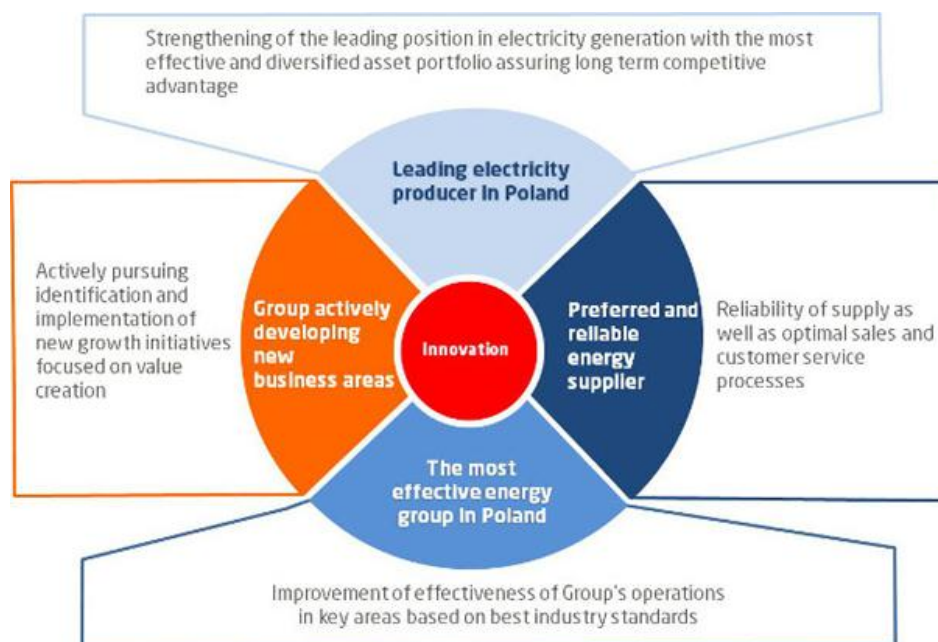 Strengthening of the leading position in electricity generation with the most
effective and diversified asset portfolio assuring long term competitive
advantage
Leading electricity
producer in Poland
Actively pursuing
identification and
implementation of
new growth initiatives
focused on value
creation
Group actively
developing
new
business areas
Innovation
Preferred and
reliable
energy
supplier
Reliability of supply as
well as optimal sales and
customer service
processes
The most
effective energy
group in Poland
Improvement of effectiveness of Group's operations
in key areas based on best industry standards